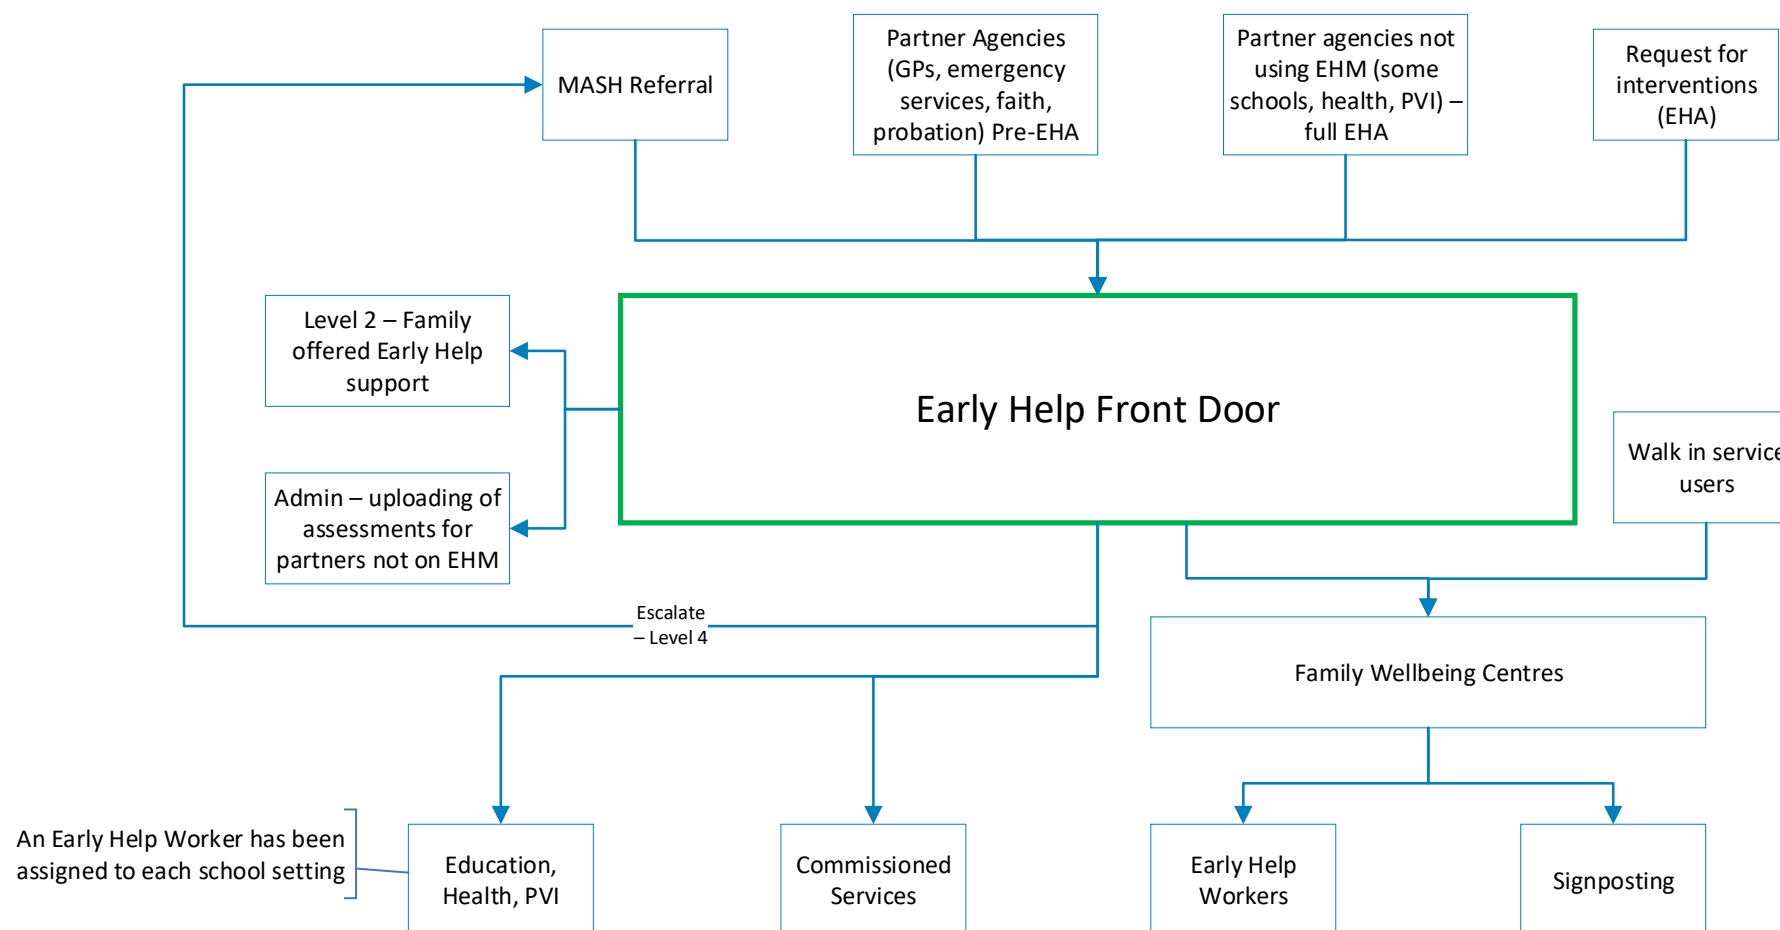 MASH Referral
Partner Agencies
(GPs, emergency
services, faith,
probation) Pre-EHA
Partner agencies not
using EHM (some
schools, health, PVI) –
full EHA
Request for
interventions
(EHA)
Level 2 – Family
offered Early Help
support
Early Help Front Door
Walk in service
users
Admin – uploading of
assessments for
partners not on EHM
Escalate
– Level 4
Family Wellbeing Centres
An Early Help Worker has been
assigned to each school setting
Education,
Health, PVI
Commissioned
Services
Early Help
Workers
Signposting